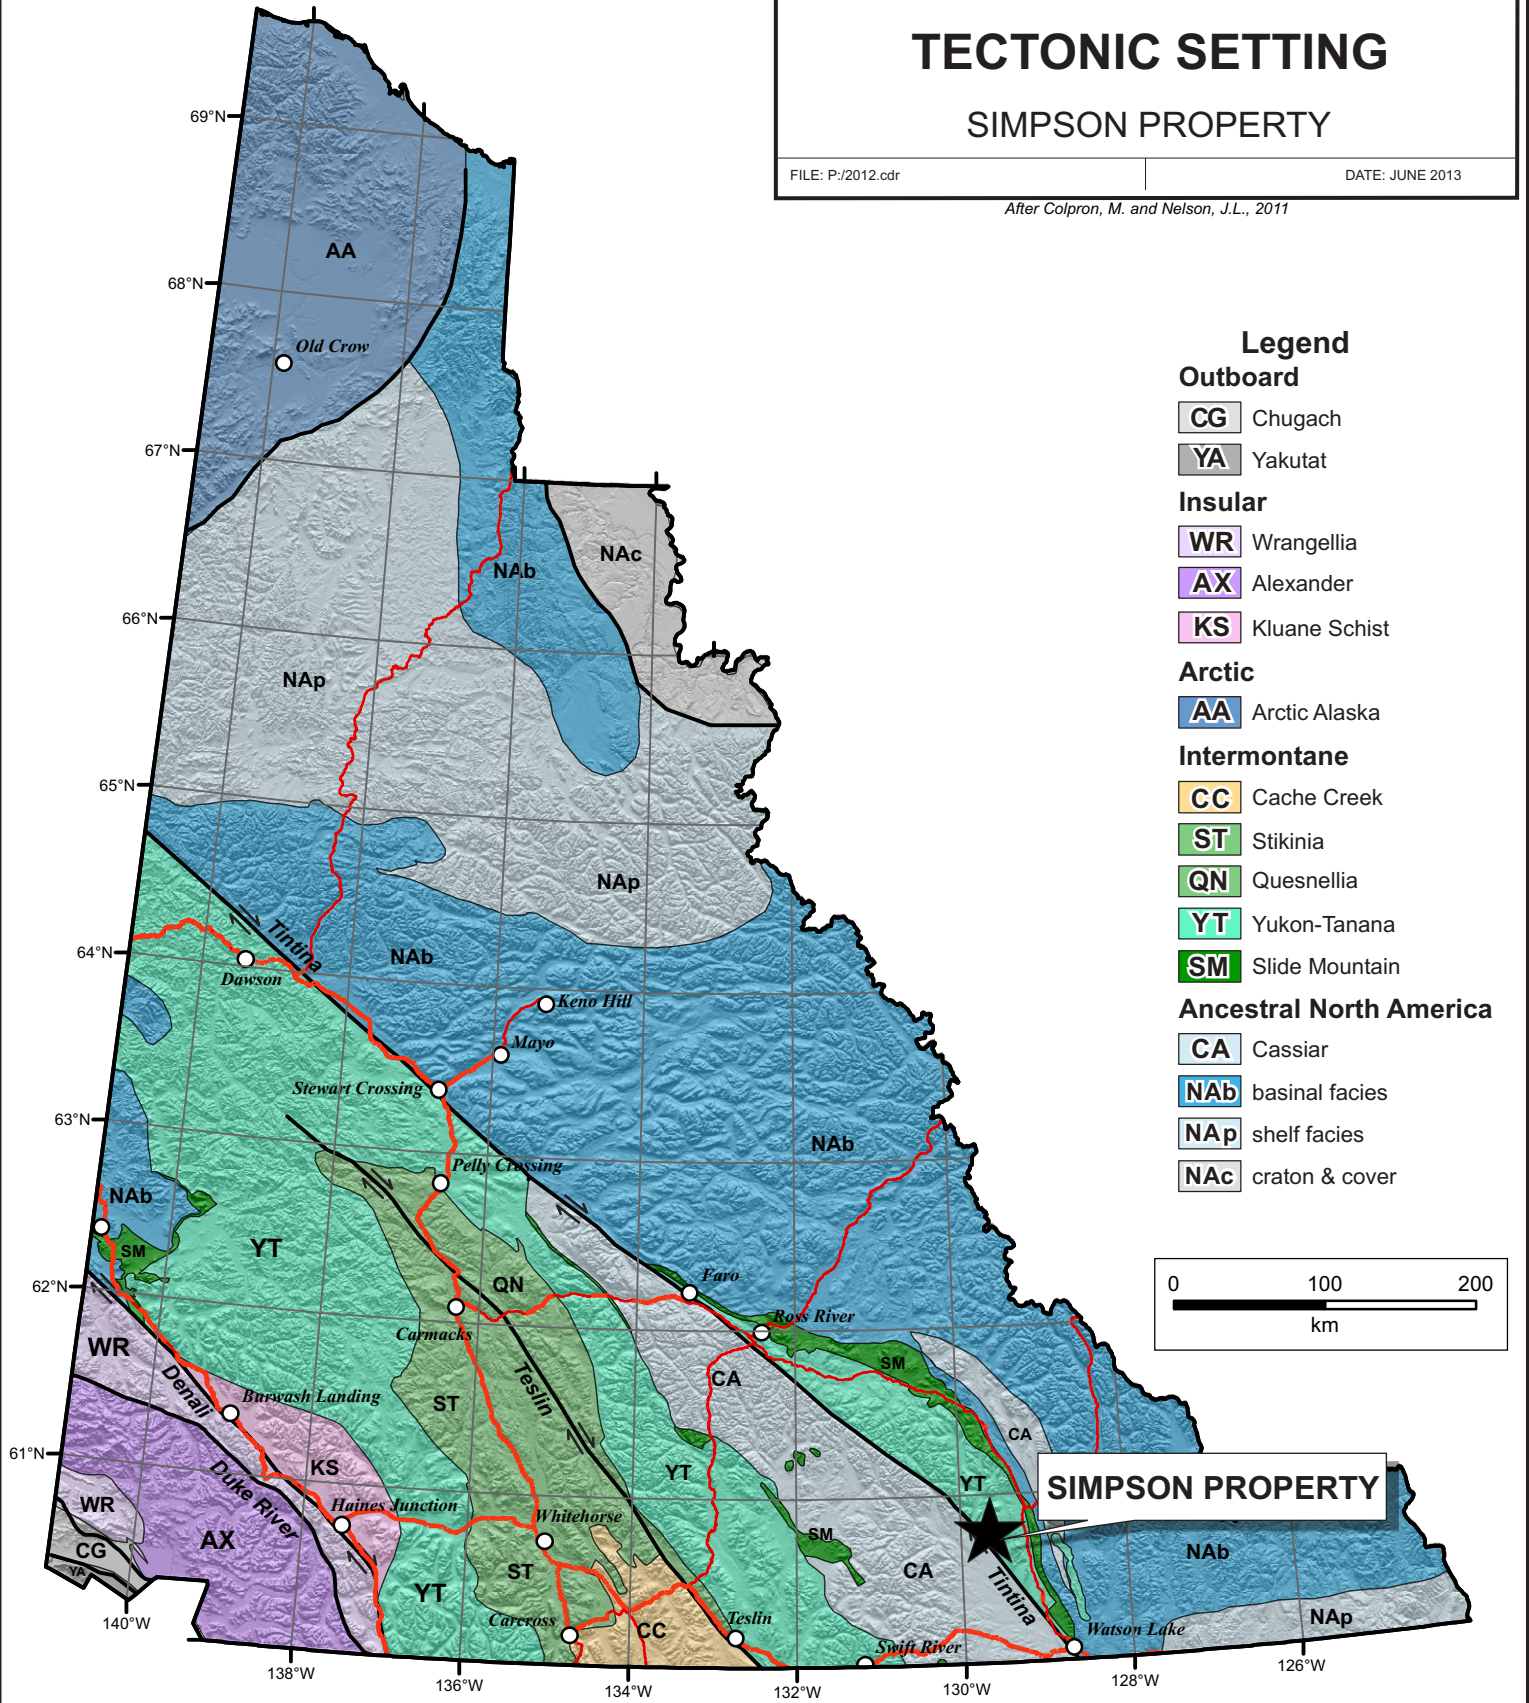 TECTONIC SETTING
SIMPSON PROPERTY
FILE: P:/2012.cdr
DATE: JUNE 2013
After Colpron, M. and Nelson, J.L., 2011
69°N
AA
68°N
Old Crow
67°N
NAc
NAb
66°N
NAp
65°N
NAp
Tintina
64°N
NAb
Dawson
Keno Hill
Mayo
Stewart Crossing
63°N
NAb
Pelly Crossing
NAb
YT
SM
62°N
QN
Faro
Carmacks
Ross River
WR
SM
Denali
Teslin
CA
Burwash Landing
ST
CA
61°N
KS
Duke River
YT
YT
SIMPSON PROPERTY
WR
Haines Junction
Whitehorse
AX
SM
CG
YA
ST
CA
NAb
YT
Tintina
140°W
Carcross
CC
Teslin
Swift River
Watson Lake
NAp
138°W
136°W
134°W
132°W
130°W
128°W
126°W
Legend
Outboard
CG Chugach
YA Yakutat
Insular
WR Wrangellia
AX Alexander
KS Kluane Schist
Arctic
AA Arctic Alaska
Intermontane
CC Cache Creek
ST Stikinia
QN Quesnellia
YT Yukon-Tanana
SM Slide Mountain
Ancestral North America
CA Cassiar
NAb basinal facies
NAp shelf facies
NAc craton & cover
0 100 200
km